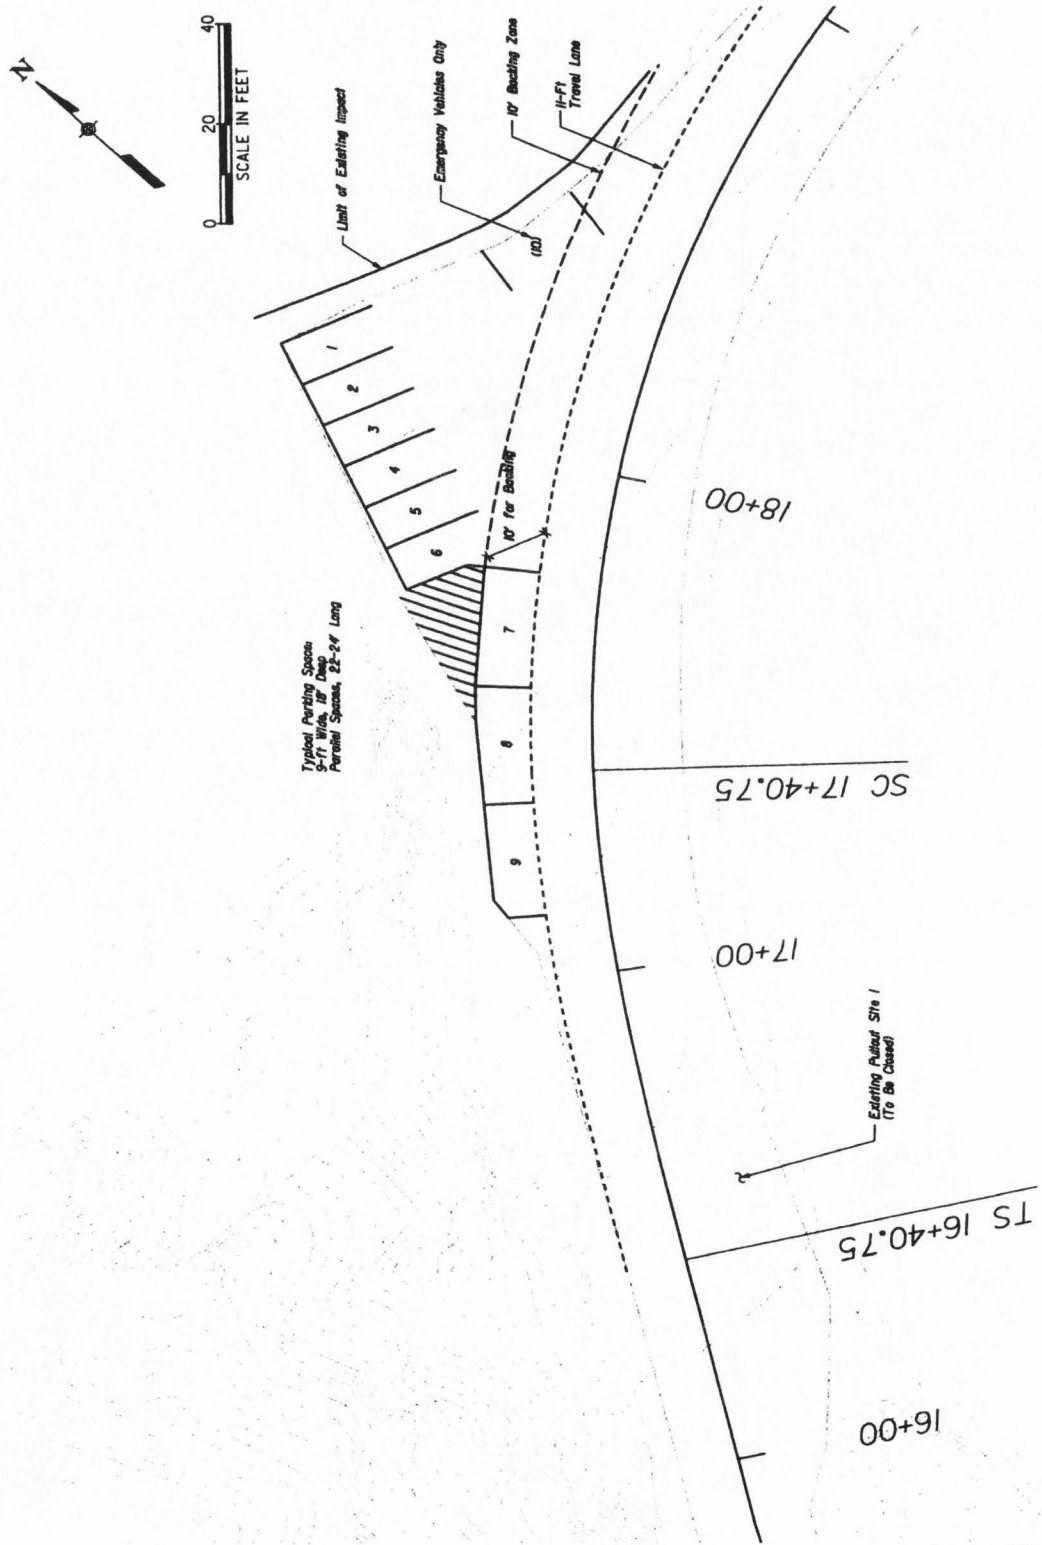 N
0 20 40
SCALE IN FEET
Limit of Existing Impact
Emergency Vehicles Only
10' Backing Zone
11-Ft
Travel Lane
(10)
1
2
3
4
5
6
10' for Backing
7
8
9
Typical Parking Space:
9-ft Wide, 18' Deep
Parallel Spaces, 22-24' Long
18+00
SC 17+40.75
17+00
Existing Pullout Site 1
(To Be Closed)
TS 16+40.75
16+00